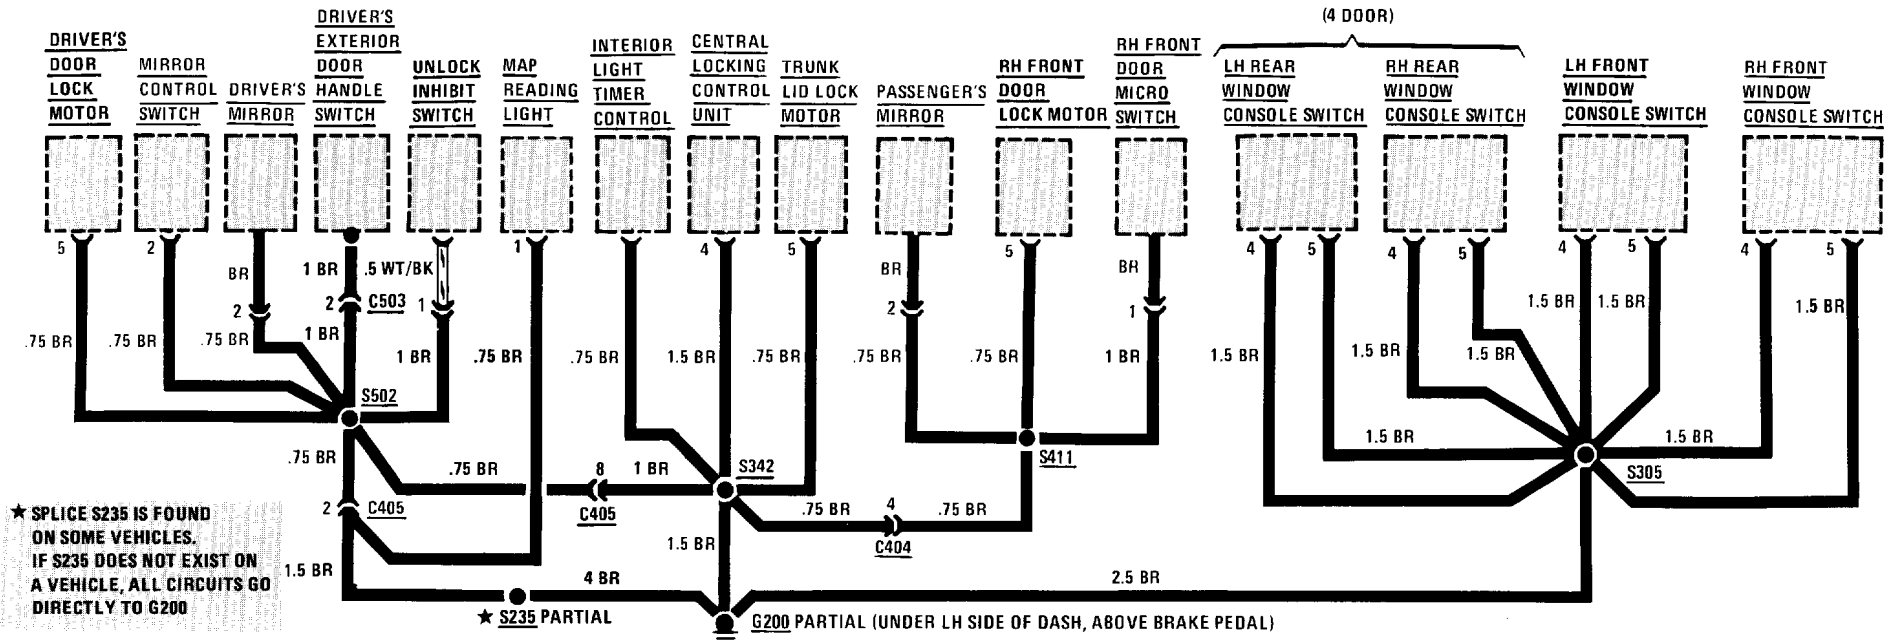 (4 DOOR)
DRIVER'S
DOOR
LOCK
MOTOR
MIRROR
CONTROL
SWITCH
DRIVER'S
MIRROR
DRIVER'S
EXTERIOR
DOOR
HANDLE
SWITCH
UNLOCK
INHIBIT
SWITCH
MAP
READING
LIGHT
INTERIOR
LIGHT
TIMER
CONTROL
CENTRAL
LOCKING
CONTROL
UNIT
TRUNK
LID LOCK
MOTOR
PASSENGER'S
MIRROR
RH FRONT
DOOR
LOCK MOTOR
RH FRONT
DOOR
MICRO
SWITCH
LH REAR
WINDOW
CONSOLE SWITCH
RH REAR
WINDOW
CONSOLE SWITCH
LH FRONT
WINDOW
CONSOLE SWITCH
RH FRONT
WINDOW
CONSOLE SWITCH
5
2
1
4
5
5
4
5
4
5
4
5
4
5
BR
1 BR
.5 WT/BK
BR
BR
2
2
C503
1
2
1
1.5 BR
1.5 BR
1.5 BR
.75 BR
.75 BR
.75 BR
1 BR
1 BR
.75 BR
.75 BR
1.5 BR
.75 BR
.75 BR
.75 BR
1 BR
1.5 BR
1.5 BR
1.5 BR
S502
1.5 BR
1.5 BR
.75 BR
.75 BR
8
C405
1 BR
S342
S411
S305
2
C405
.75 BR
4
C404
.75 BR
1.5 BR
1.5 BR
4 BR
2.5 BR
★ S235 PARTIAL
G200 PARTIAL (UNDER LH SIDE OF DASH, ABOVE BRAKE PEDAL)
★ SPLICE S235 IS FOUND
ON SOME VEHICLES.
IF S235 DOES NOT EXIST ON
A VEHICLE, ALL CIRCUITS GO
DIRECTLY TO G200